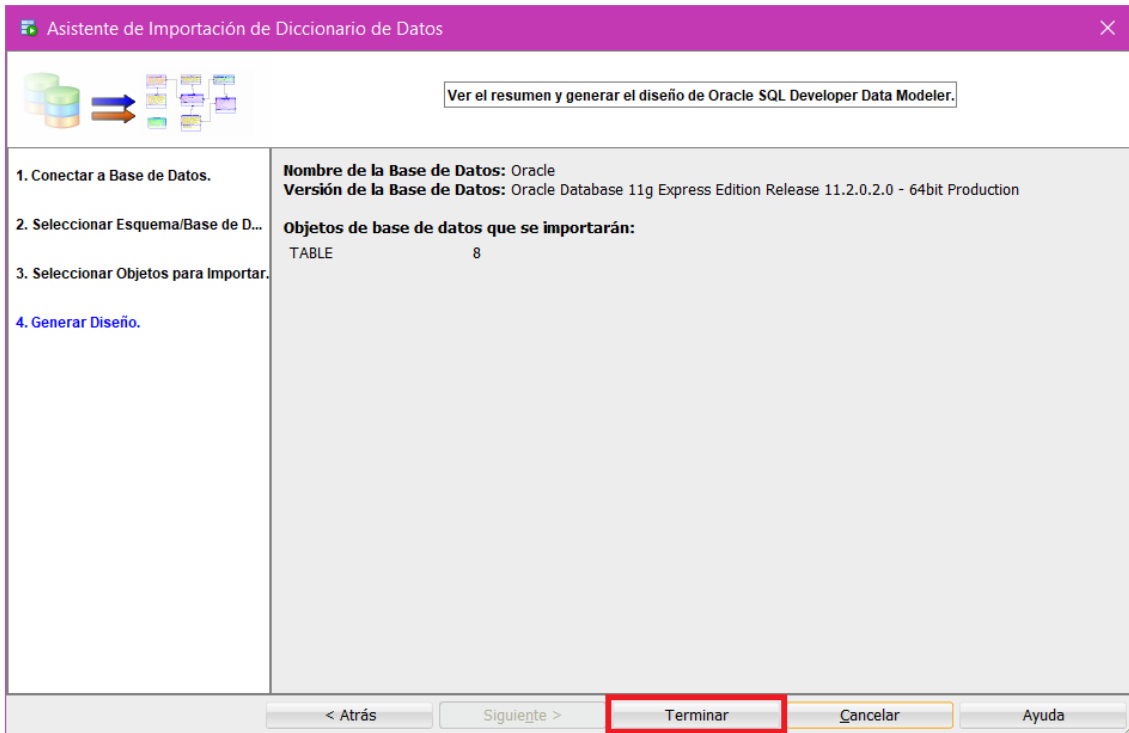 Asistente de Importación de Diccionario de Datos
Ver el resumen y generar el diseño de Oracle SQL Developer Data Modeler.
1. Conectar a Base de Datos.
2. Seleccionar Esquema/Base de D...
3. Seleccionar Objetos para Importar.
4. Generar Diseño.
Nombre de la Base de Datos: Oracle
Versión de la Base de Datos: Oracle Database 11g Express Edition Release 11.2.0.2.0 - 64bit Production
Objetos de base de datos que se importarán:
TABLE 8
< Atrás
Siguiente >
Terminar
Cancelar
Ayuda